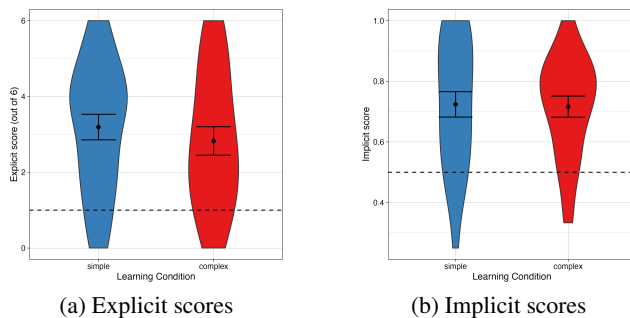 Explicit score (out of 6)
6
4
2
0
simple complex
Learning Condition
(a) Explicit scores
Implicit score
1.0
0.8
0.6
0.4
simple complex
Learning Condition
(b) Implicit scores